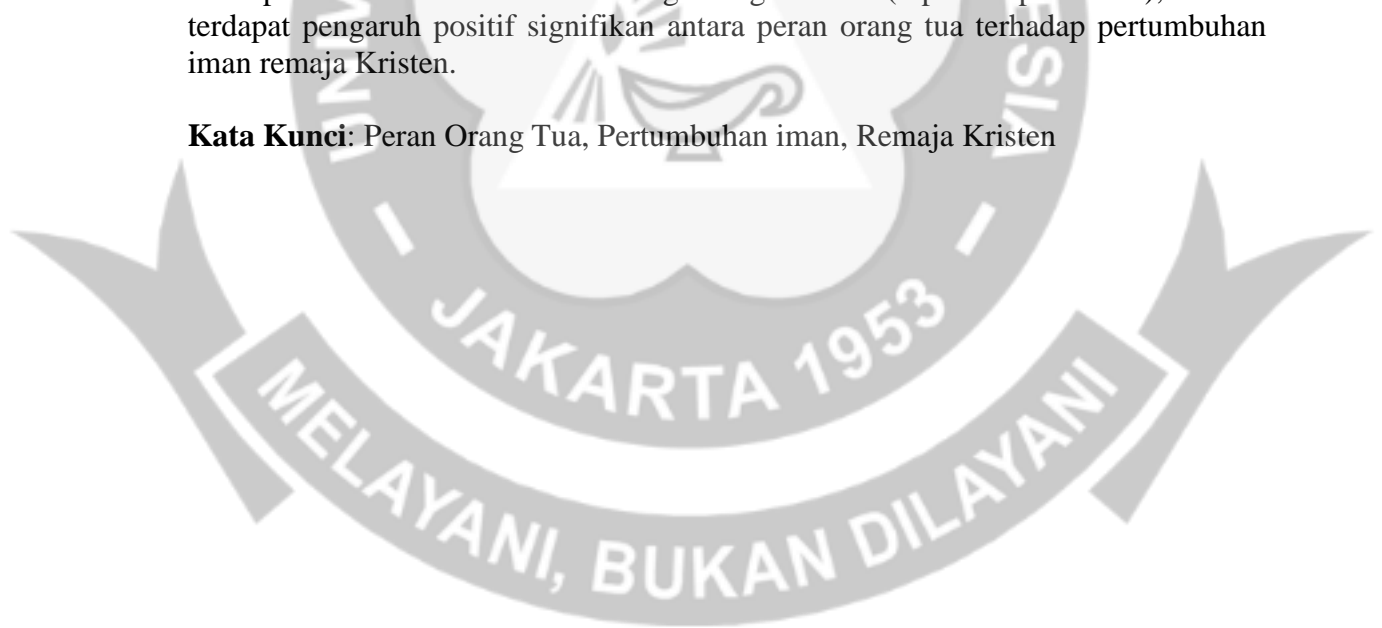 terdapat pengaruh positif signifikan antara peran orang tua terhadap pertumbuhan
iman remaja Kristen.
Kata Kunci: Peran Orang Tua, Pertumbuhan iman, Remaja Kristen
JAKARTA 1953
MELAYANI, BUKAN DILAYANI